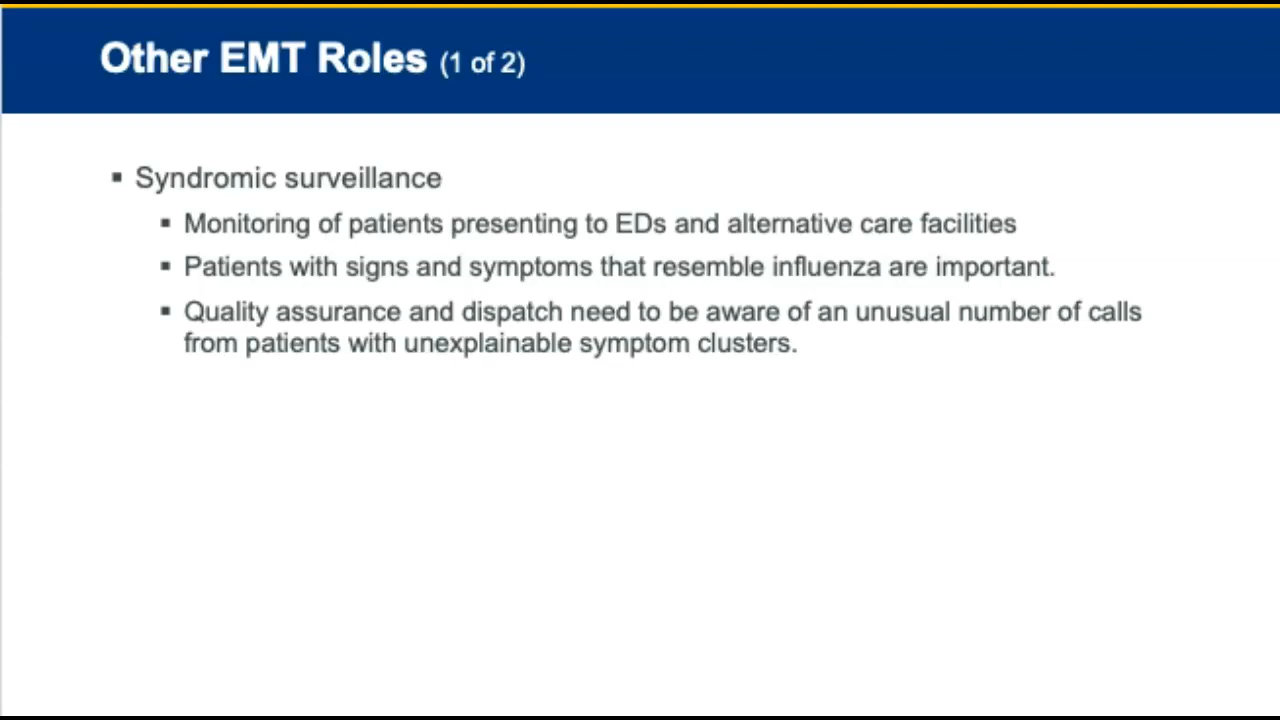 Other EMT Roles (1 of 2)
▪ Syndromic surveillance
▪ Monitoring of patients presenting to EDs and alternative care facilities
▪ Patients with signs and symptoms that resemble influenza are important.
▪ Quality assurance and dispatch need to be aware of an unusual number of calls
from patients with unexplainable symptom clusters.